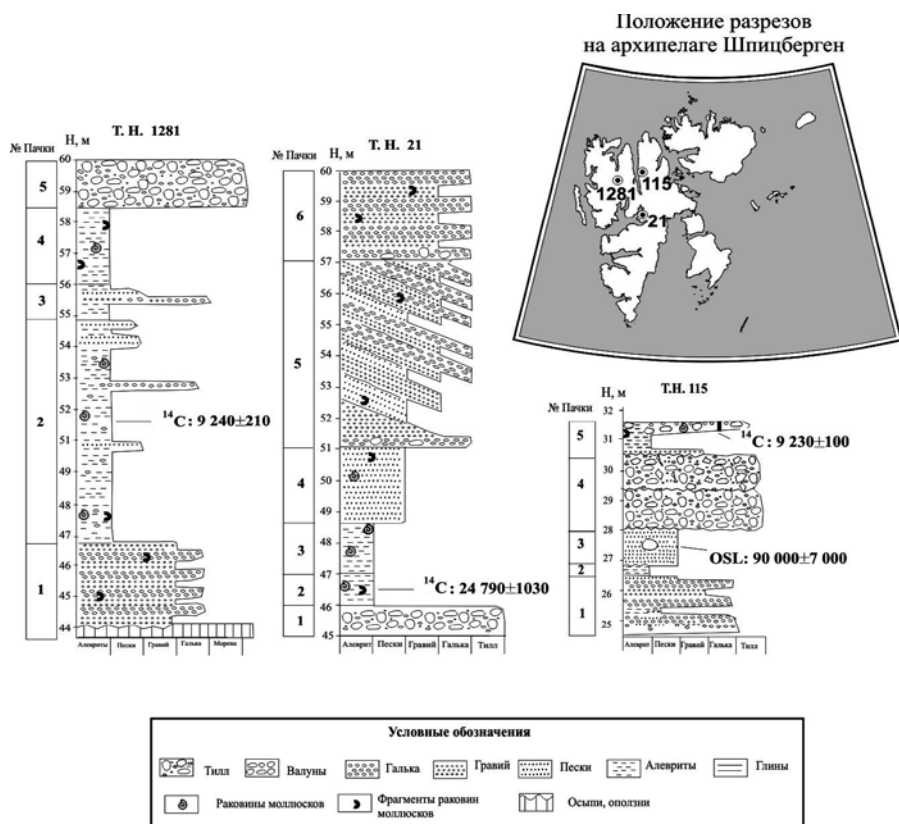 Положение разрезов
на архипелаге Шпицберген
1281
115
21
Т. Н. 1281
№ Пачки
Н, м
60
5
59
58
4
57
56
3
55
54
53
2
52
51
50
49
48
47
46
1
45
44
¹⁴C: 9 240±210
Алевриты
Пески
Гравий
Галька
Морена
Т. Н. 21
№ Пачки
Н, м
60
59
6
58
57
56
55
54
5
53
52
51
4
50
49
48
3
47
2
46
1
45
¹⁴C: 24 790±1030
Алеврит
Пески
Гравий
Галька
Тилл
Т.Н. 115
№ Пачки
Н, м
32
5
31
30
4
29
28
3
27
2
26
1
25
¹⁴C: 9 230±100
OSL: 90 000±7 000
Алеврит
Пески
Гравий
Галька
Тилл
Условные обозначения
Тилл
Валуны
Галька
Гравий
Пески
Алевриты
Глины
Раковины моллюсков
Фрагменты раковин
моллюсков
Осыпи, оползни